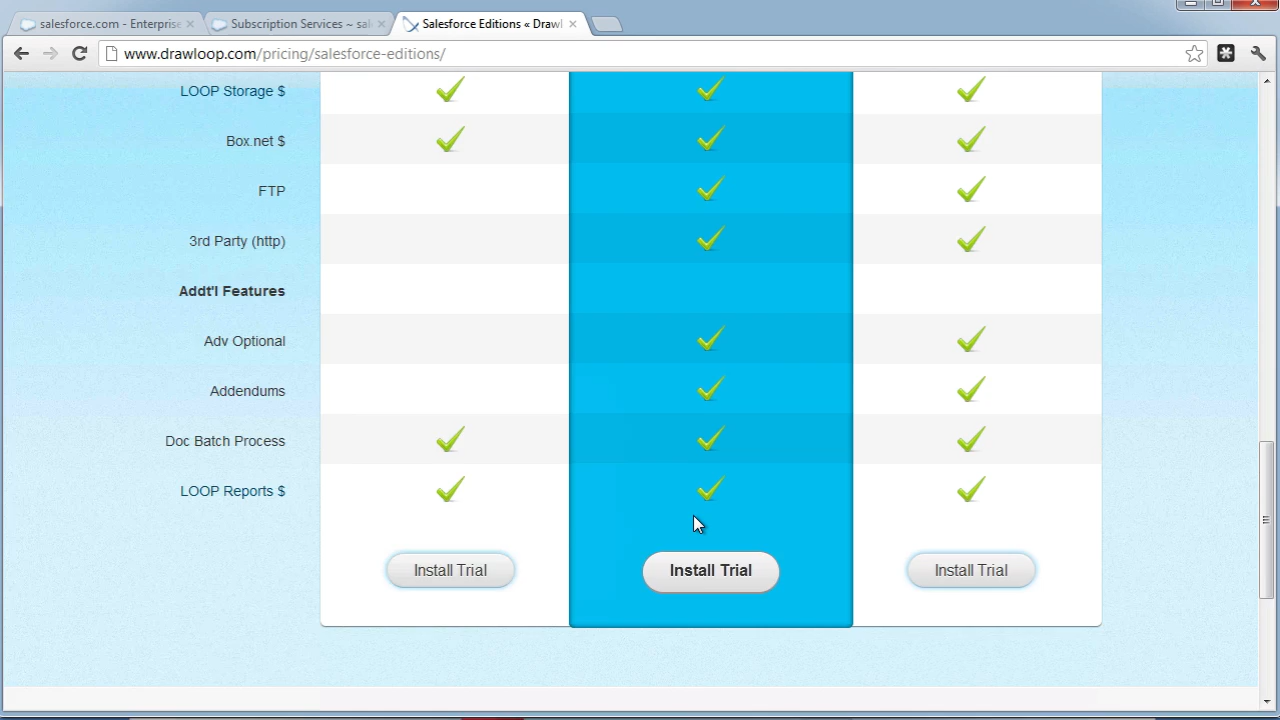 salesforce.com - Enterprise
Subscription Services ~ sal
Salesforce Editions « Drawl
www.drawloop.com/pricing/salesforce-editions/
LOOP Storage $
Box.net $
FTP
3rd Party (http)
Addt'l Features
Adv Optional
Addendums
Doc Batch Process
LOOP Reports $
Install Trial
Install Trial
Install Trial